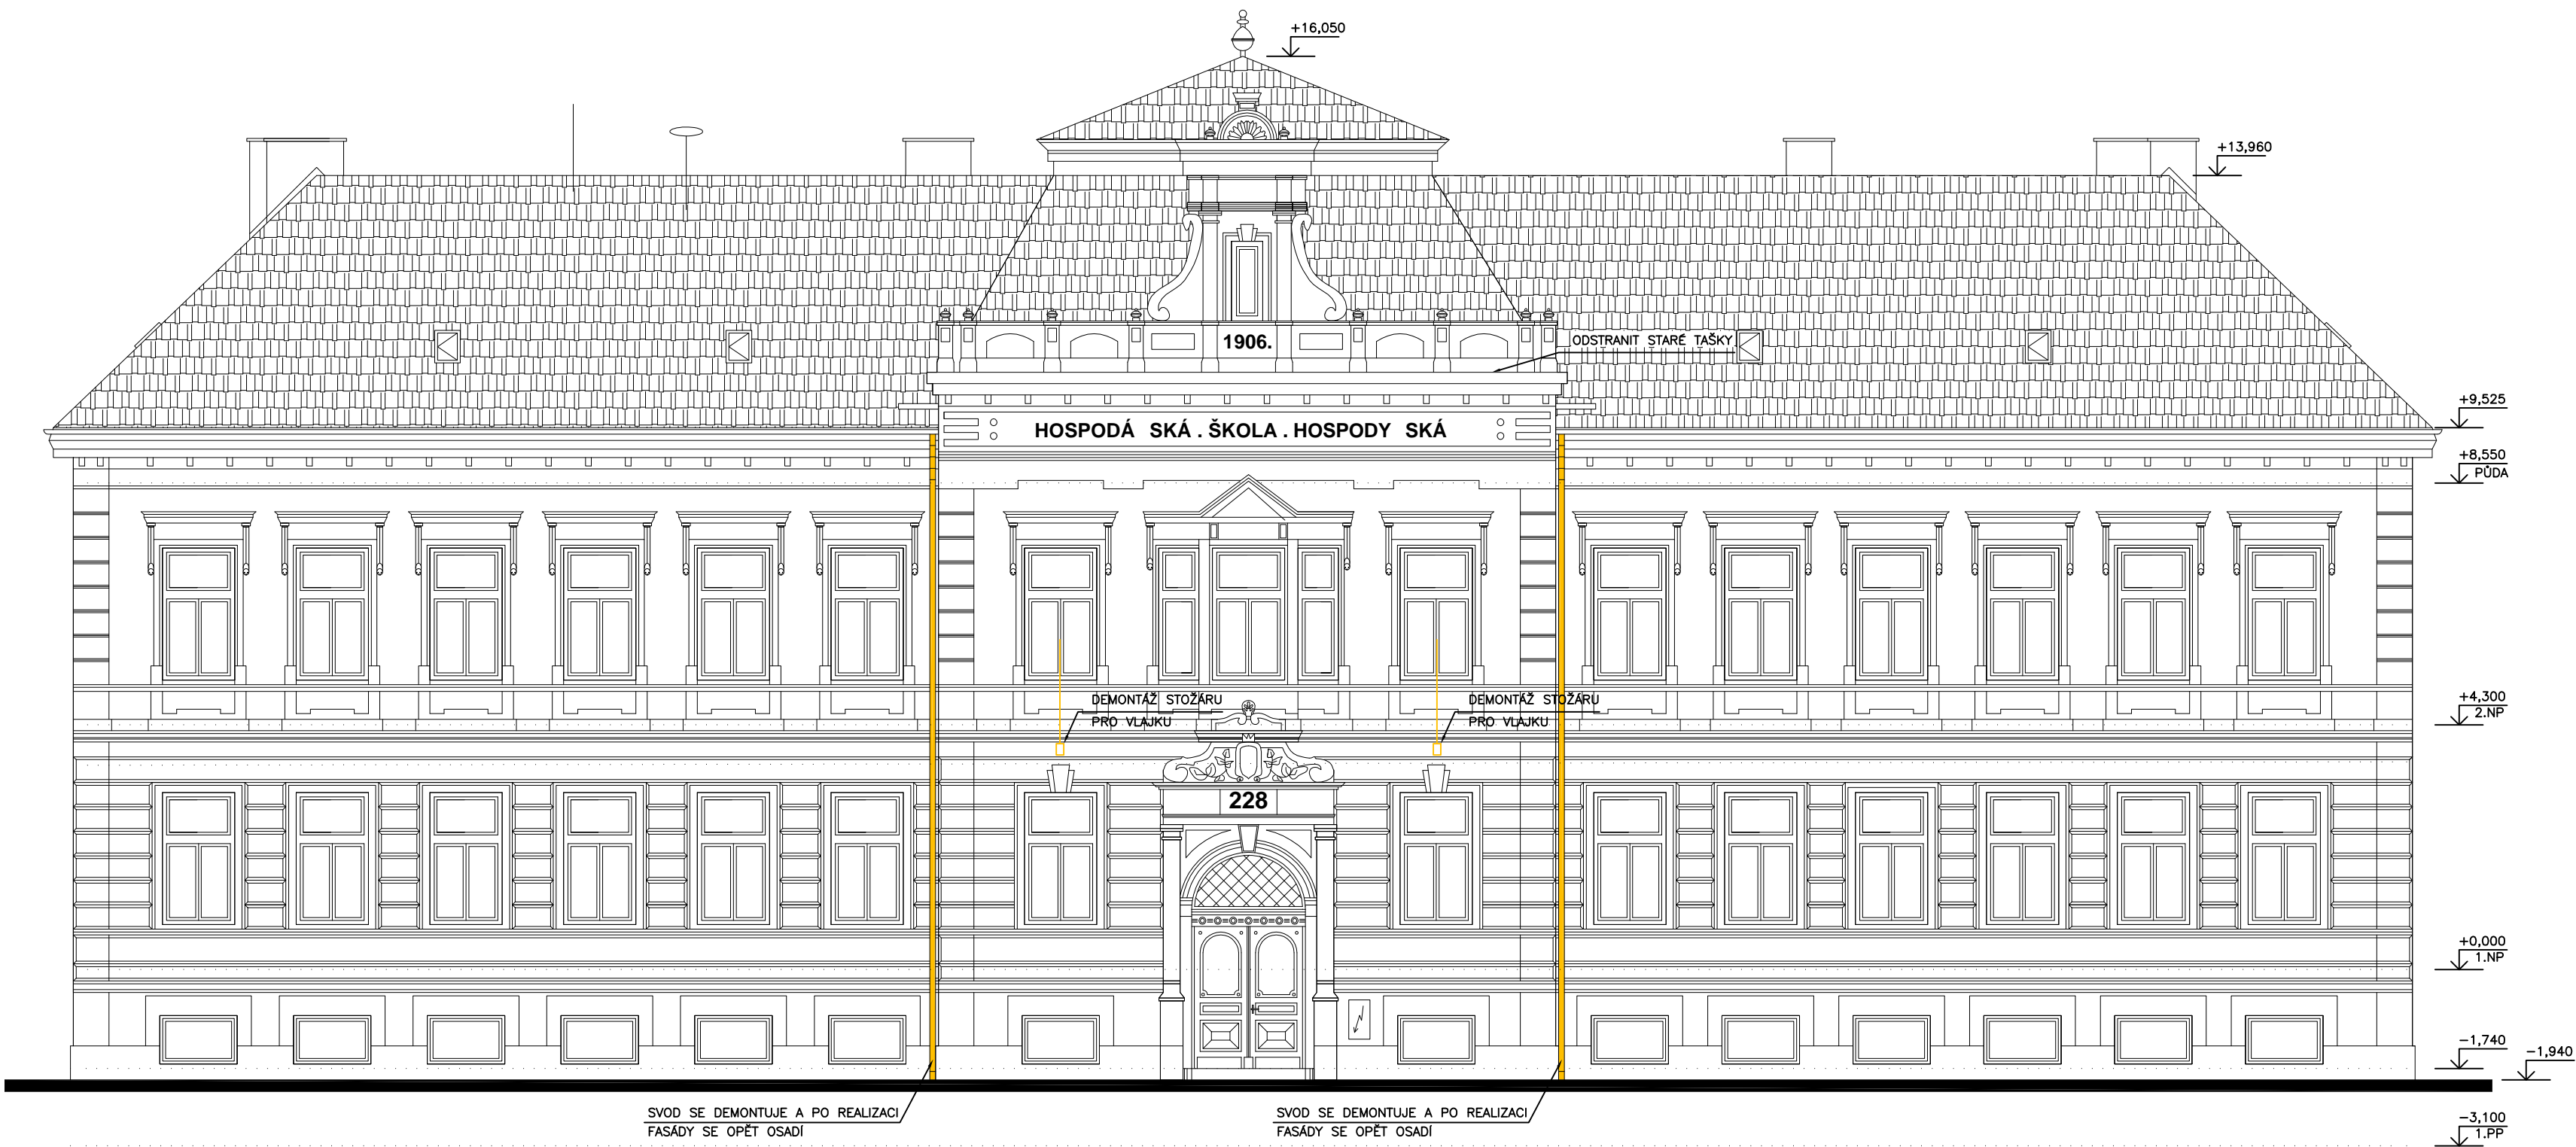 +16,050
+13,960
1906.
ODSTRANIT STARÉ TAŠKY
+9,525
HOSPODÁ SKÁ . ŠKOLA . HOSPODY SKÁ
+8,550
PŮDA
DEMONTÁŽ STOŽÁRU
PRO VLAJKU
DEMONTÁŽ STOŽÁRU
PRO VLAJKU
+4,300
2.NP
228
+0,000
1.NP
-1,740
-1,940
SVOD SE DEMONTUJE A PO REALIZACI
FASÁDY SE OPĚT OSADÍ
SVOD SE DEMONTUJE A PO REALIZACI
FASÁDY SE OPĚT OSADÍ
-3,100
1.PP